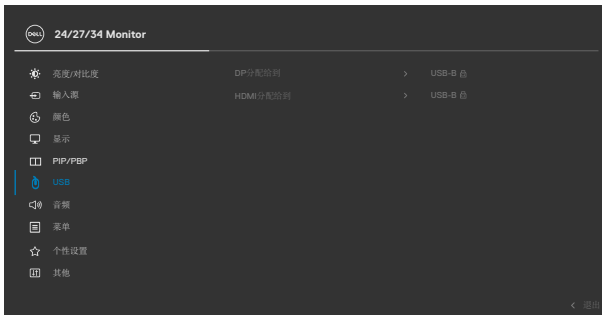 DELL 24/27/34 Monitor
亮度/对比度 DP分配给到 > USB-B
输入源 HDMI分配给到 > USB-B
颜色
显示
PIP/PBP
USB
音频
菜单
个性设置
其他
< 退出